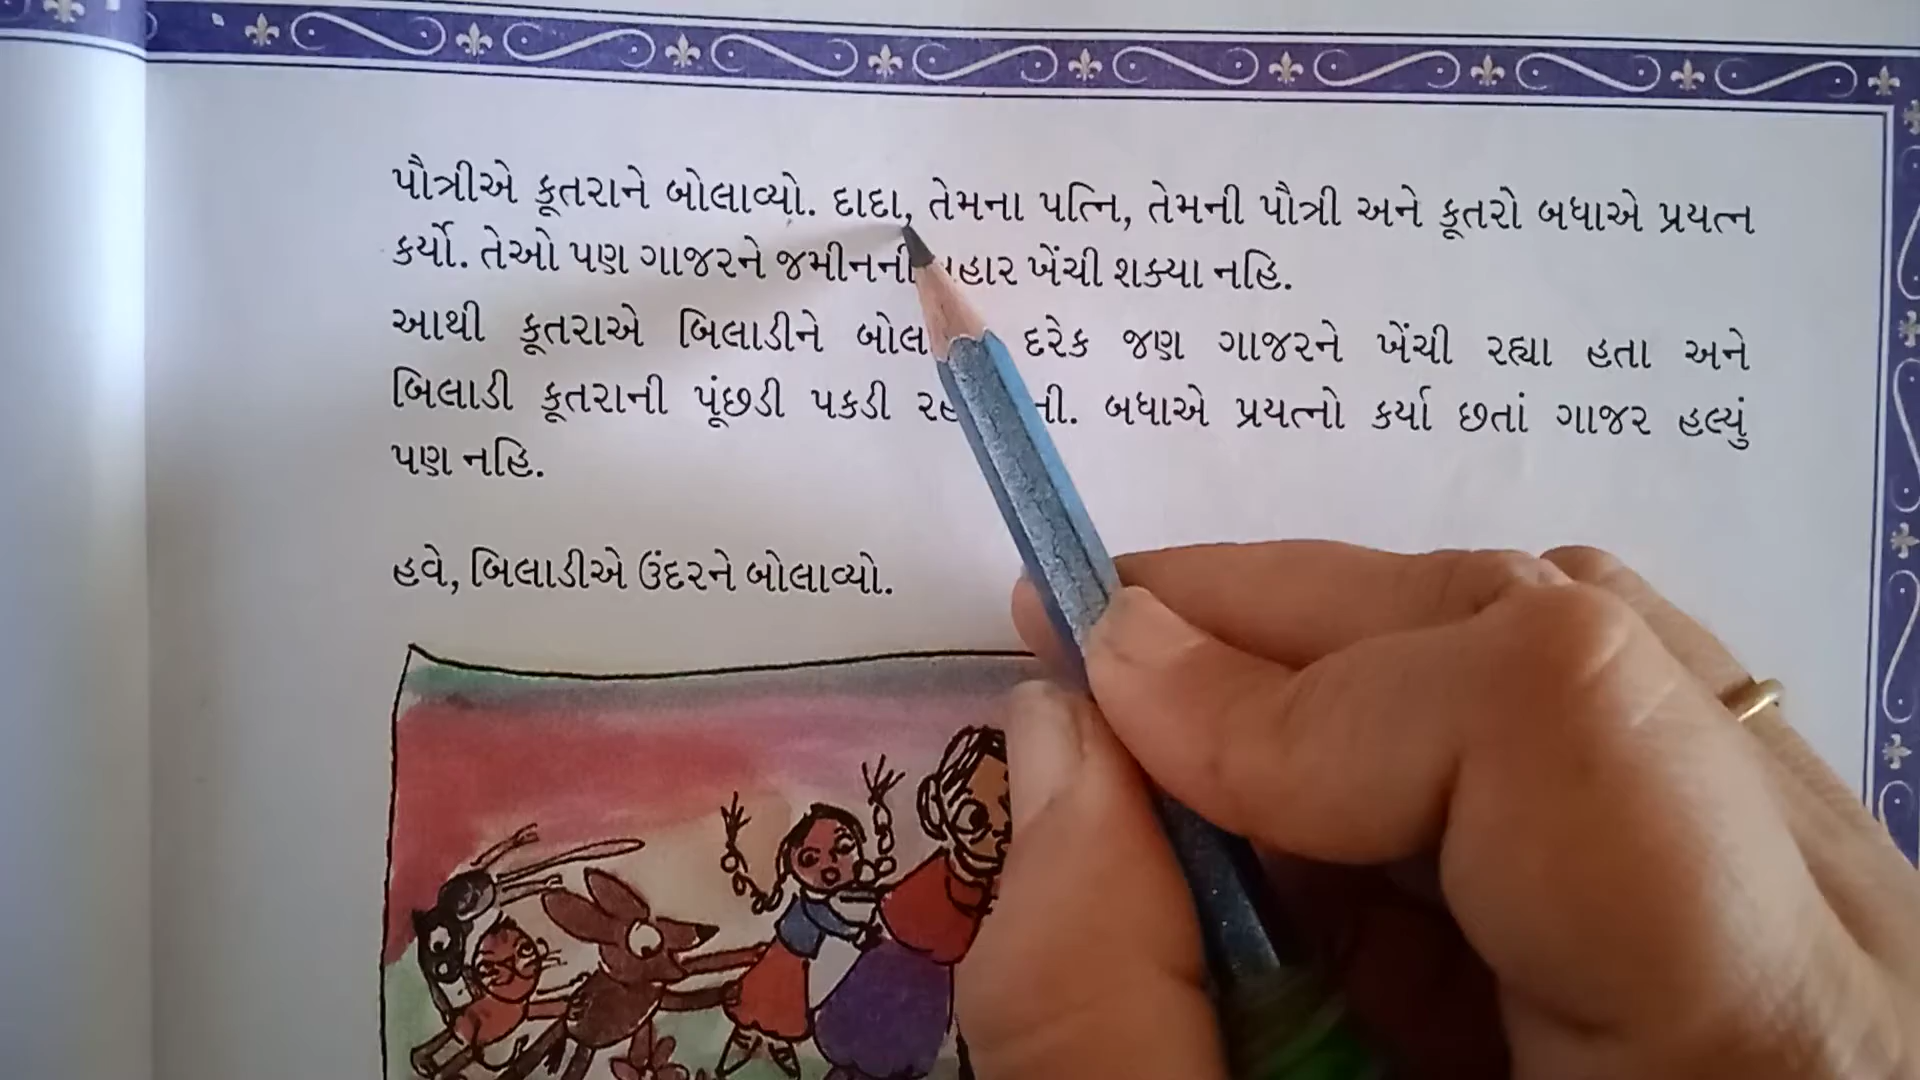 પૌત્રીએ કૂતરાને બોલાવ્યો. દાદા, તેમના પત્નિ, તેમની પૌત્રી અને કૂતરો બધાએ પ્રયત્ન
કર્યો. તેઓ પણ ગાજરને જમીનની ખેંચી શક્યા નહિ.
આથી કૂતરાએ બિલાડીને દરેક જણ ગાજરને ખેંચી રહ્યા હતા અને
બિલાડી કૂતરાની પૂંછડી પકડી બધાએ પ્રયત્નો કર્યા છતાં ગાજર હલ્યું
પણ નહિ.
હવે, બિલાડીએ ઉંદરને બોલાવ્યો.